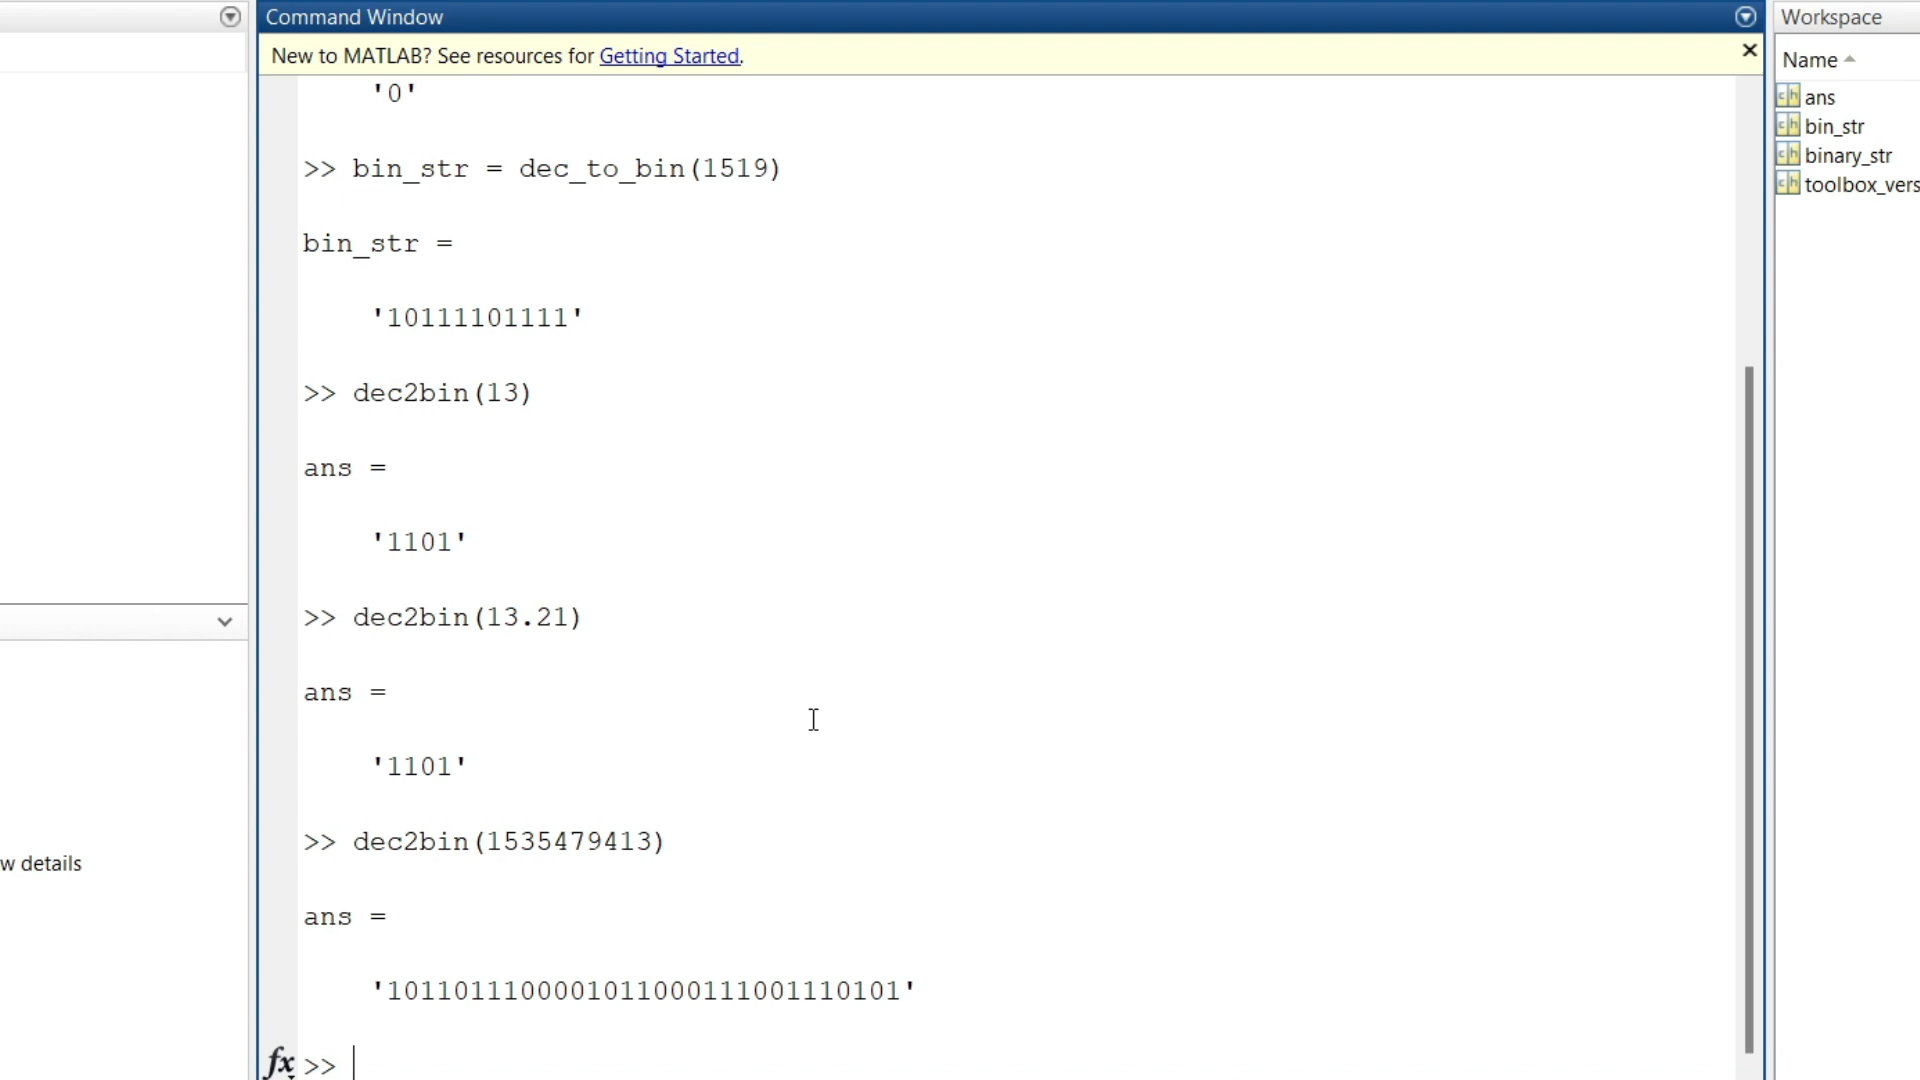 Command Window
New to MATLAB? See resources for Getting Started.
'0'
>> bin_str = dec_to_bin(1519)
bin_str =
'10111101111'
>> dec2bin(13)
ans =
'1101'
>> dec2bin(13.21)
ans =
'1101'
>> dec2bin(1535479413)
ans =
'1011011100001011000111001110101'
fx >>
w details
Workspace
Name
ans
bin_str
binary_str
toolbox_vers